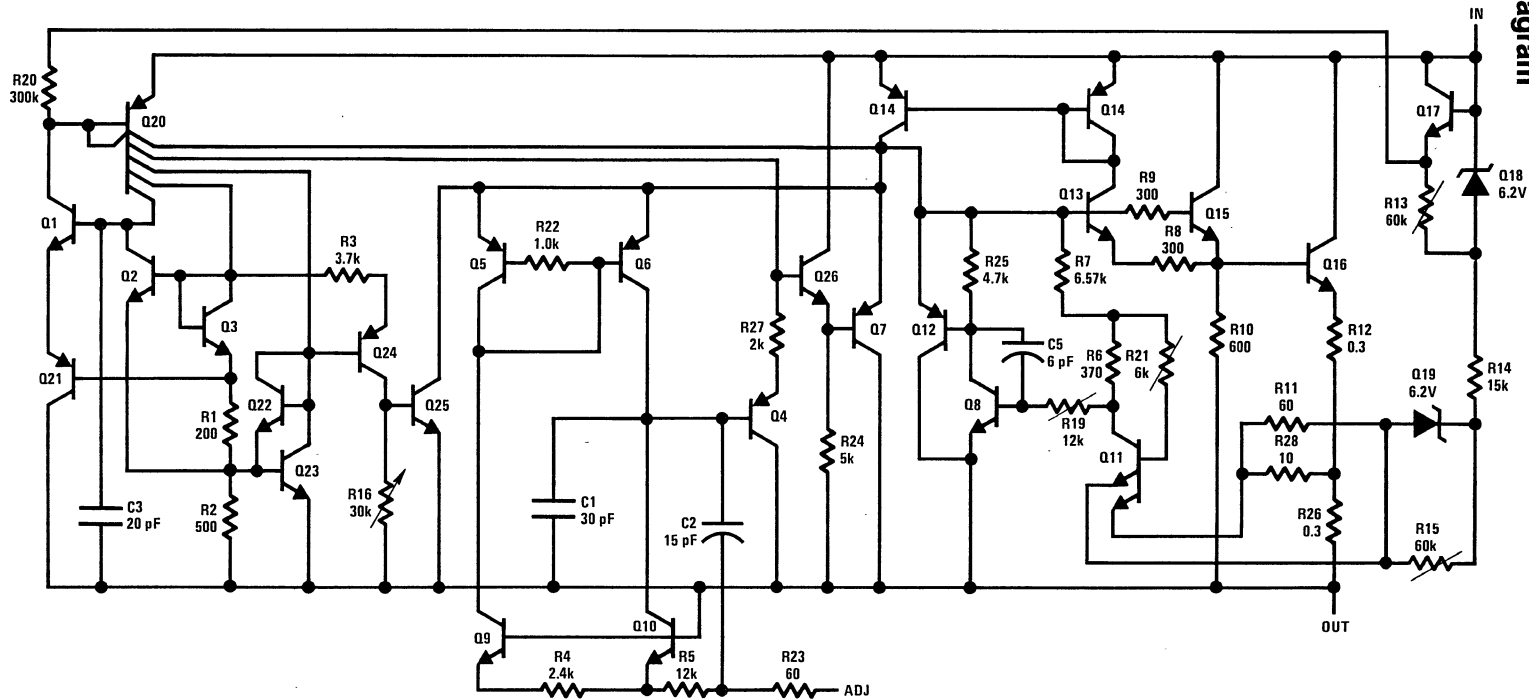 agram
IN
R20
300k
Q20
Q14
Q14
Q17
Q18
6.2V
R13
60k
Q1
Q2
Q3
R3
3.7k
Q5
R22
1.0k
Q6
Q26
Q13
R9
300
Q15
R8
300
R25
4.7k
R7
6.57k
Q16
Q21
Q24
R27
2k
Q7
Q12
C5
6 pF
R6
370
R21
6k
R10
600
R12
0.3
Q19
6.2V
R14
15k
R1
200
Q22
Q25
Q4
Q8
R19
12k
R11
60
R28
10
Q23
R24
5k
Q11
C3
20 pF
R2
500
R16
30k
C1
30 pF
C2
15 pF
R26
0.3
R15
60k
OUT
Q9
Q10
R4
2.4k
R5
12k
R23
60
ADJ